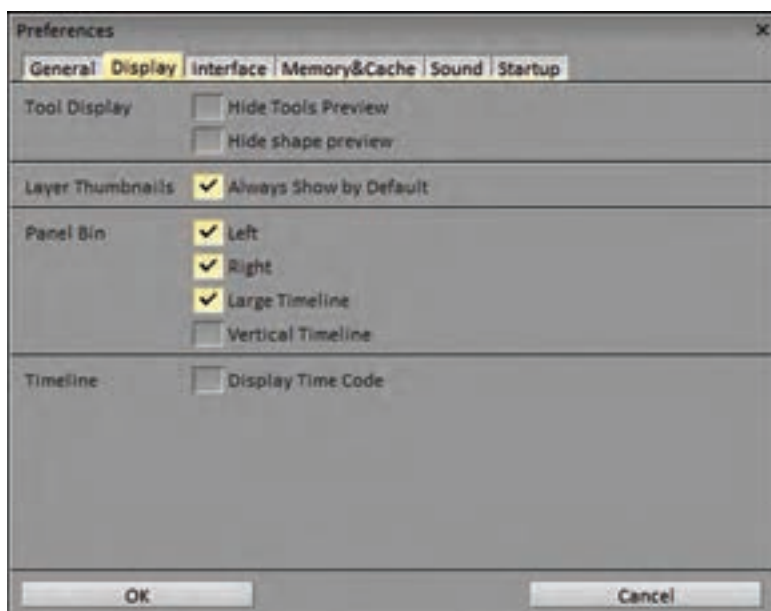 Preferences
General Display Interface Memory&Cache Sound Startup
Tool Display Hide Tools Preview
Hide shape preview
Layer Thumbnails Always Show by Default
Panel Bin Left
Right
Large Timeline
Vertical Timeline
Timeline Display Time Code
OK Cancel